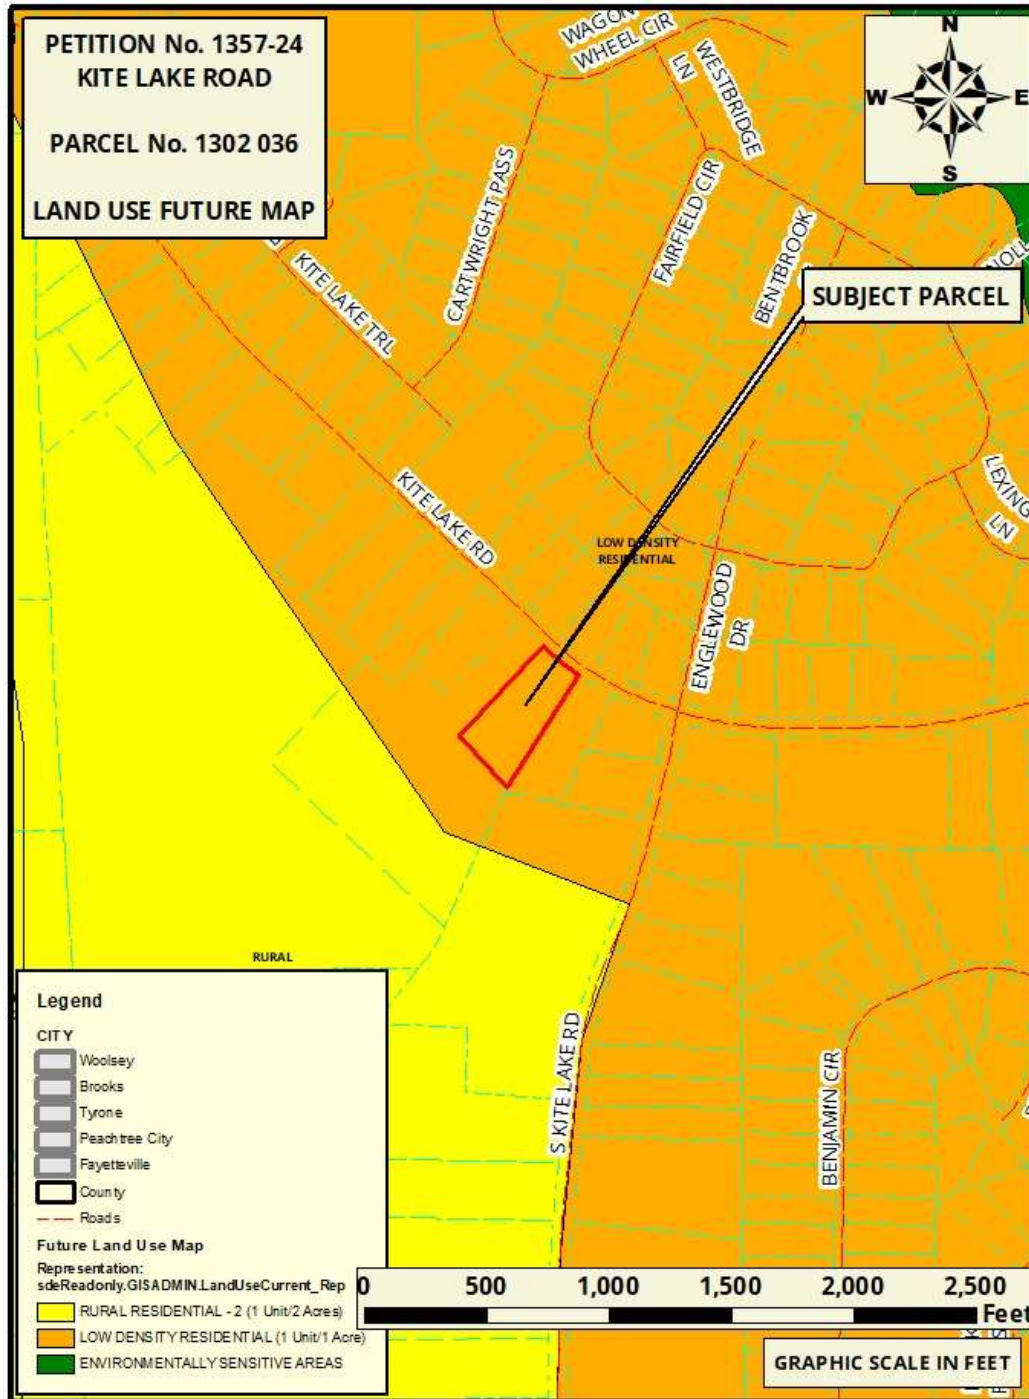 PETITION No. 1357-24
KITE LAKE ROAD
PARCEL No. 1302 036
LAND USE FUTURE MAP
N
W
E
S
WAGON
WHEEL CIR
WESTBRIDGE
LN
CARTWRIGHT PASS
FAIRFIELD CIR
BENTBROOK
SUBJECT PARCEL
KITE LAKE TRL
KITE LAKE RD
LEXING
LN
LOW DENSITY
RESIDENTIAL
ENGLEWOOD
DR
RURAL
S KITE LAKE RD
BENJAMIN CIR
Legend
CITY
Woolsey
Brooks
Tyrone
Peachtree City
Fayetteville
County
Roads
Future Land Use Map
Representation:
sdeReadonly.GISADMIN.LandUseCurrent_Rep
RURAL RESIDENTIAL - 2 (1 Unit/2 Acres)
LOW DENSITY RESIDENTIAL (1 Unit/1 Acre)
ENVIRONMENTALLY SENSITIVE AREAS
0 500 1,000 1,500 2,000 2,500
Feet
GRAPHIC SCALE IN FEET